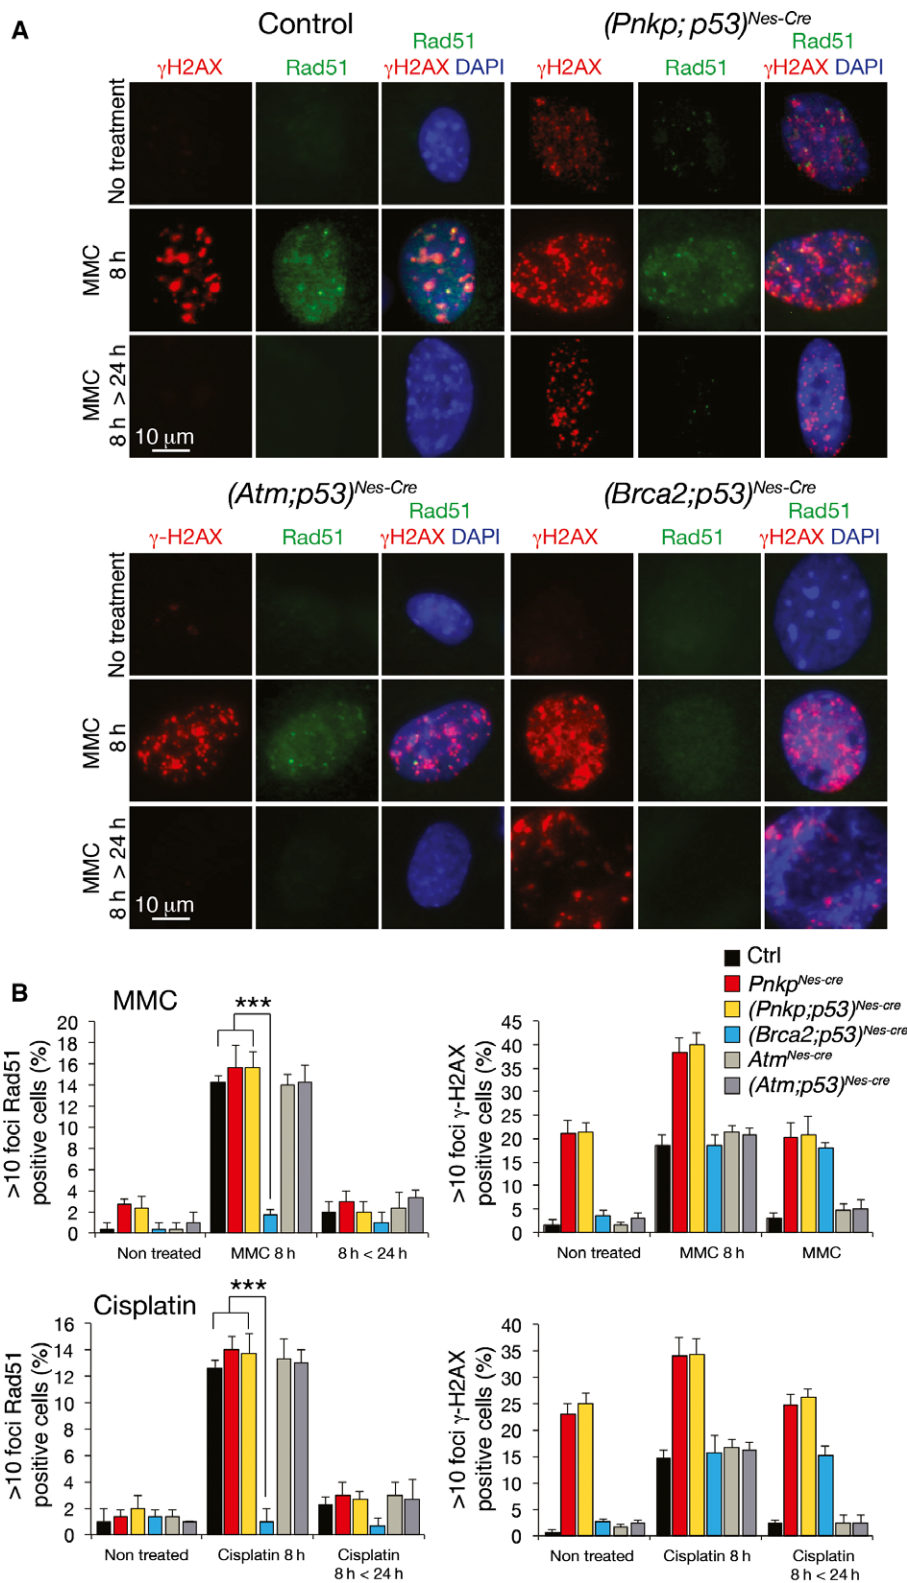 A
Control
(Pnkp; p53)Nes-Cre
γH2AX
Rad51
Rad51
γH2AX DAPI
γH2AX
Rad51
Rad51
γH2AX DAPI
No treatment
MMC
8 h
MMC
8 h > 24 h
10 μm
(Atm;p53)Nes-Cre
(Brca2;p53)Nes-Cre
γ-H2AX
Rad51
Rad51
γH2AX DAPI
γH2AX
Rad51
Rad51
γH2AX DAPI
No treatment
MMC
8 h
MMC
8 h > 24 h
10 μm
B
Ctrl
PnkpNes-cre
(Pnkp;p53)Nes-cre
(Brca2;p53)Nes-cre
AtmNes-cre
(Atm;p53)Nes-cre
MMC
>10 foci Rad51
positive cells (%)
20
18
16
14
12
10
8
6
4
2
0
***
Non treated
MMC 8 h
8 h < 24 h
>10 foci γ-H2AX
positive cells (%)
45
40
35
30
25
20
15
10
5
0
Non treated
MMC 8 h
MMC
Cisplatin
>10 foci Rad51
positive cells (%)
16
14
12
10
8
6
4
2
0
***
Non treated
Cisplatin 8 h
Cisplatin
8 h < 24 h
>10 foci γ-H2AX
positive cells (%)
40
35
30
25
20
15
10
5
0
Non treated
Cisplatin 8 h
Cisplatin
8 h < 24 h